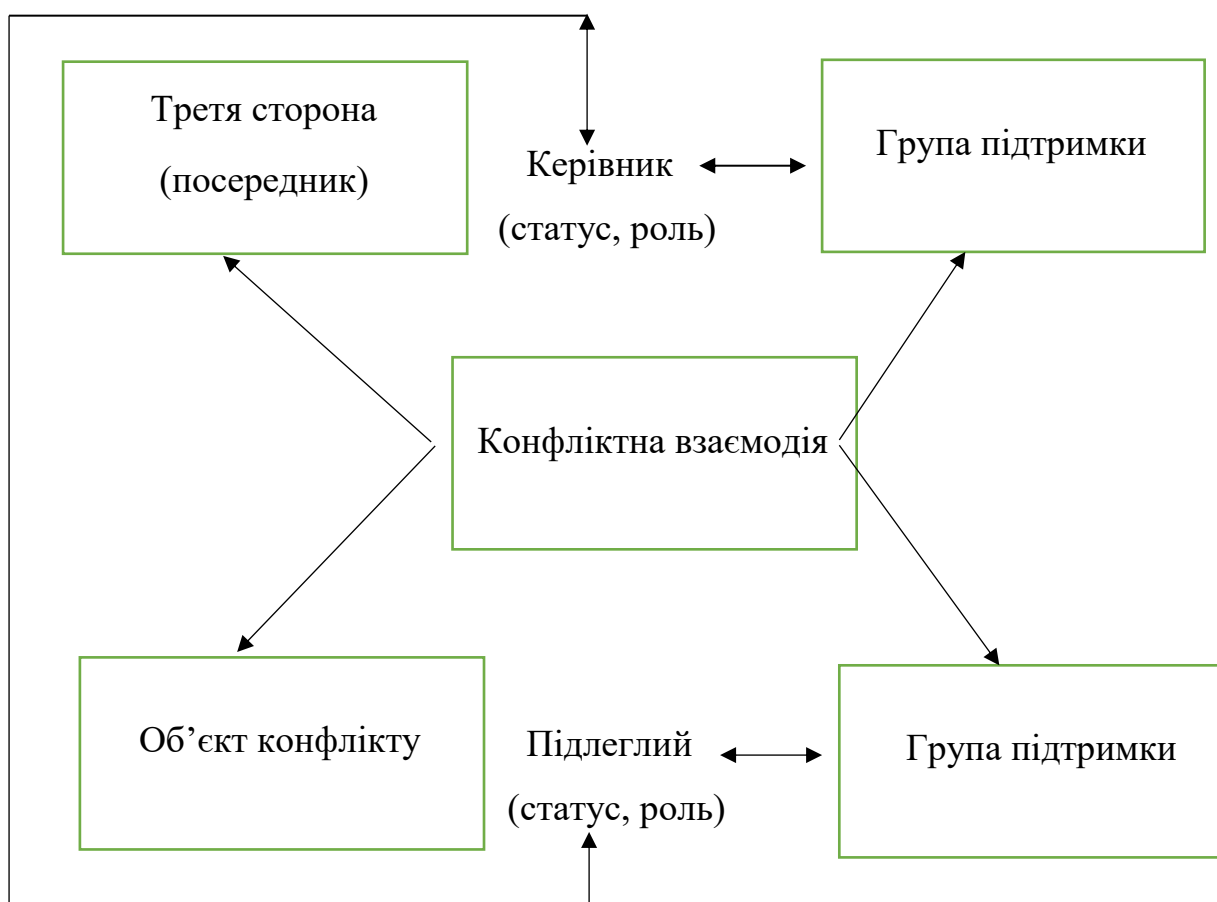 Третя сторона
(посередник)
Керівник
(статус, роль)
Група підтримки
Конфліктна взаємодія
Об’єкт конфлікту
Підлеглий
(статус, роль)
Група підтримки